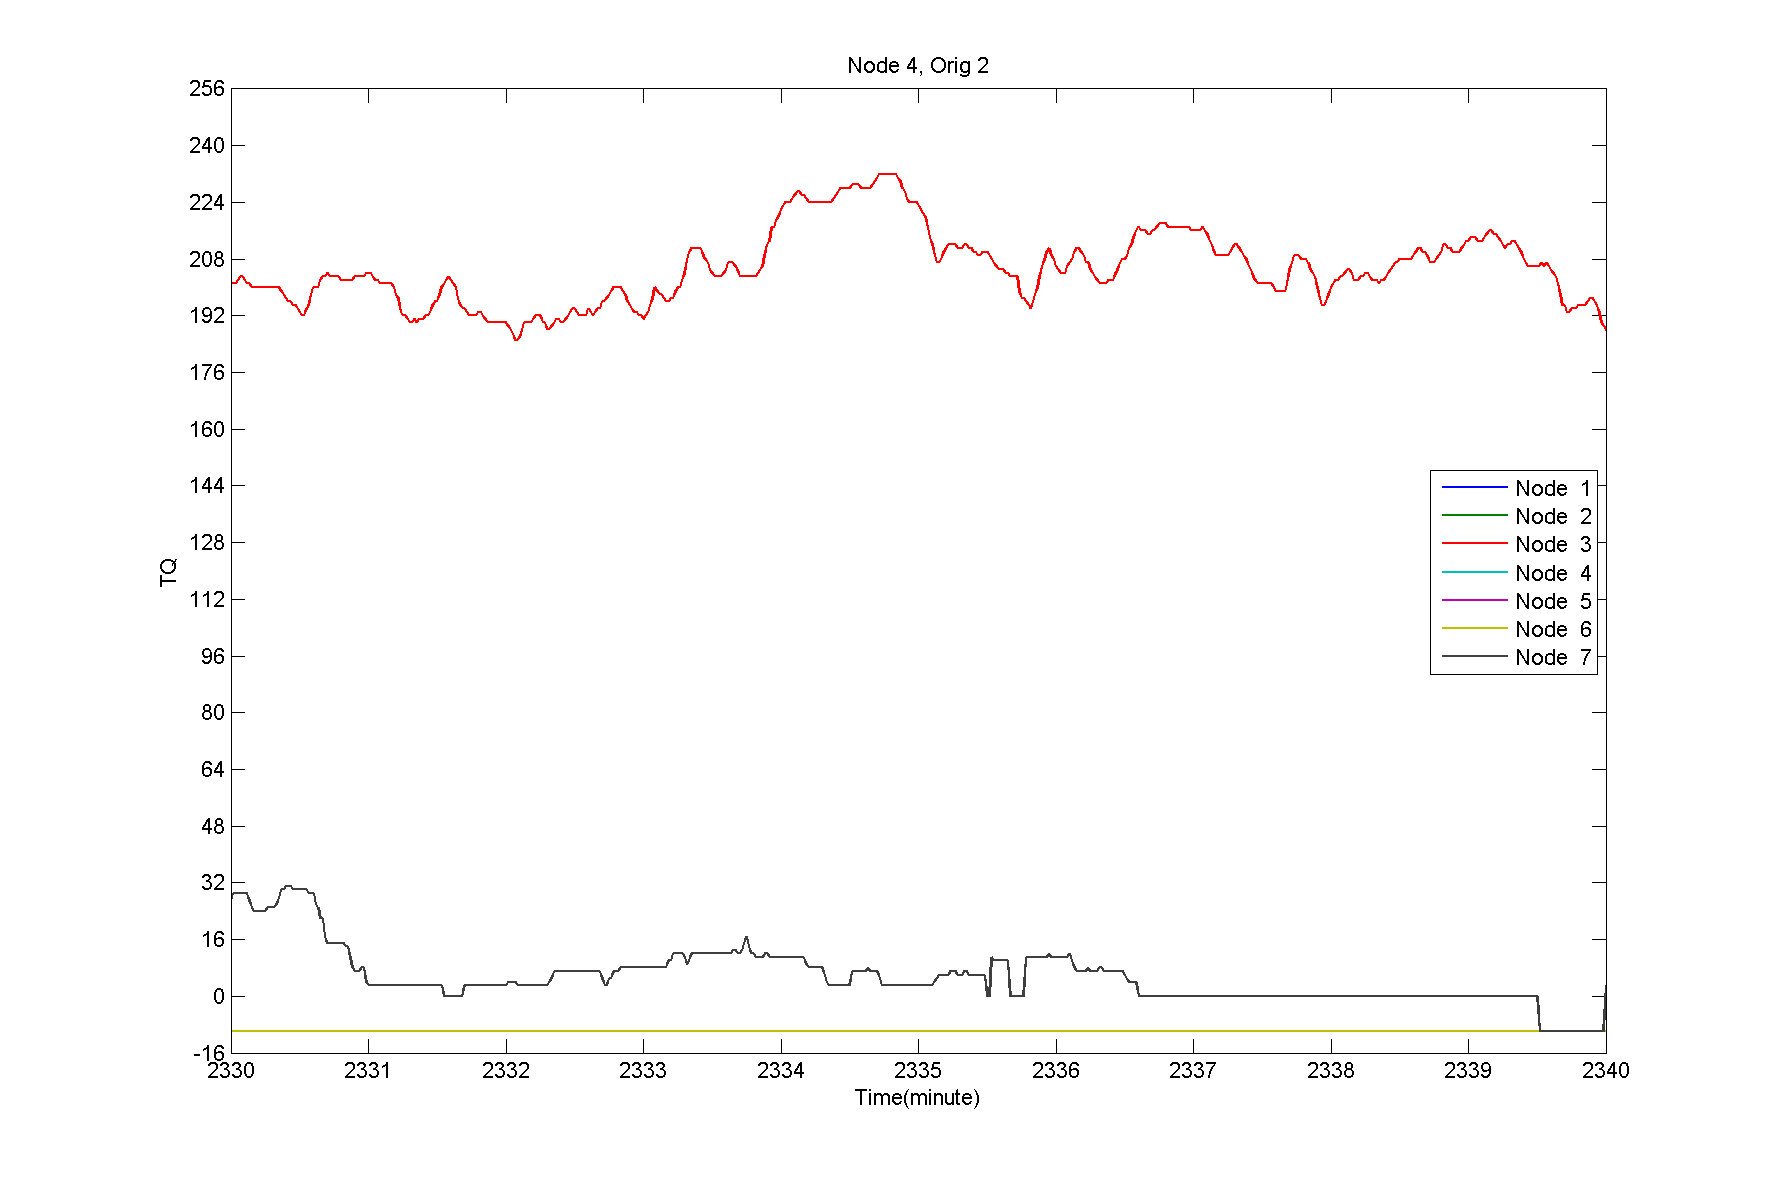 Node 4, Orig 2
256
240
224
208
192
176
160
144
128
112
96
80
64
48
32
16
0
-16
TQ
Node 1
Node 2
Node 3
Node 4
Node 5
Node 6
Node 7
2330 2331 2332 2333 2334 2335 2336 2337 2338 2339 2340
Time(minute)